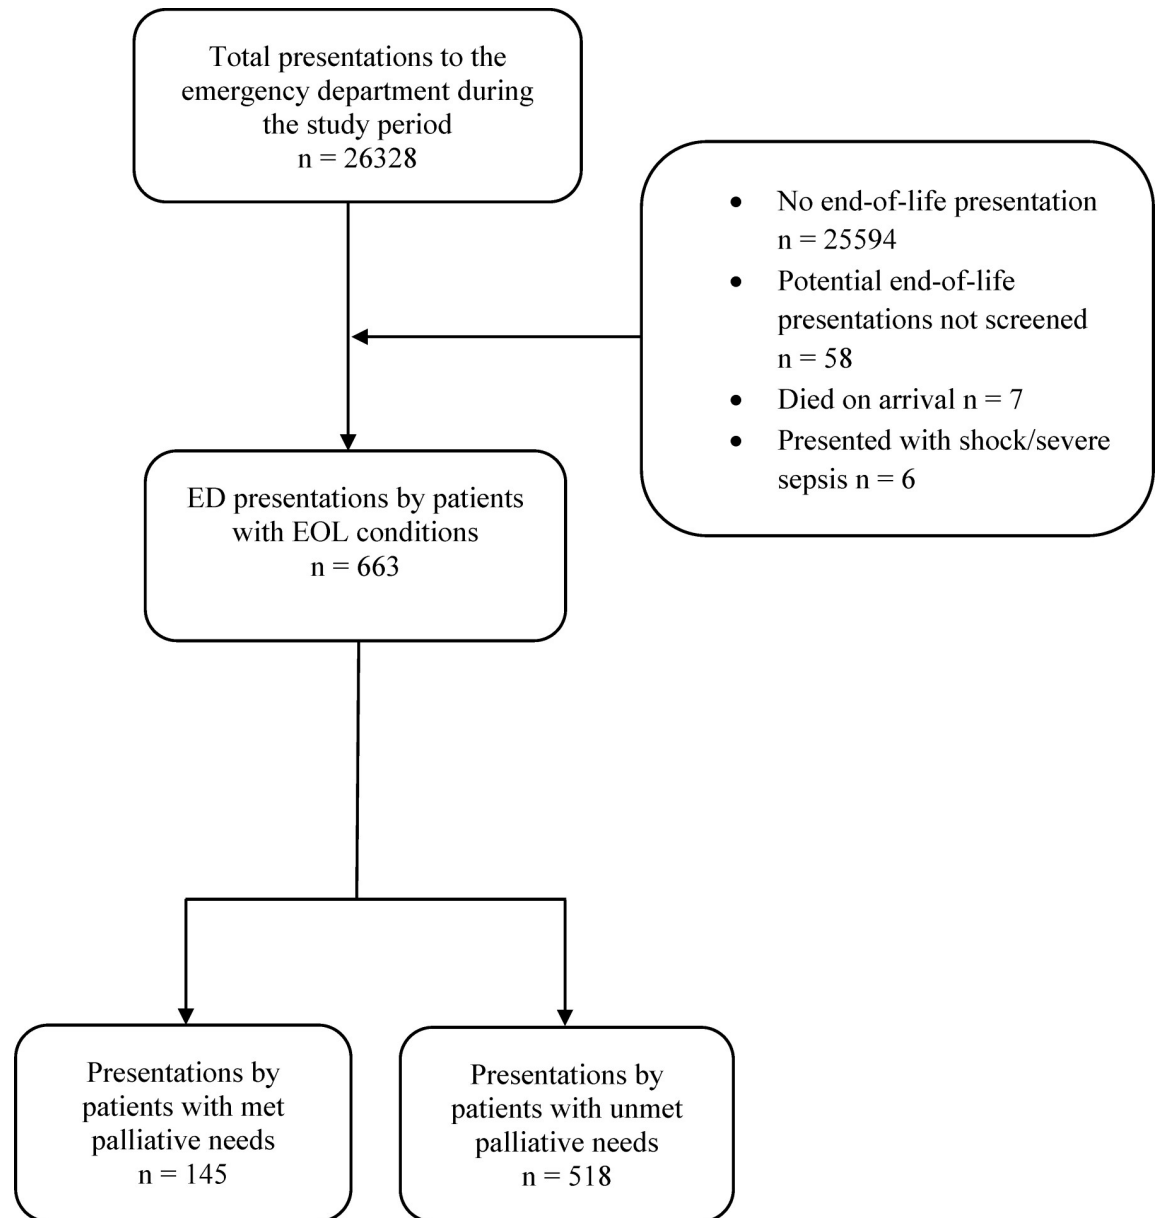 Total presentations to the
emergency department during
the study period
n = 26328
• No end-of-life presentation
n = 25594
• Potential end-of-life
presentations not screened
n = 58
• Died on arrival n = 7
• Presented with shock/severe
sepsis n = 6
ED presentations by patients
with EOL conditions
n = 663
Presentations by
patients with met
palliative needs
n = 145
Presentations by
patients with unmet
palliative needs
n = 518